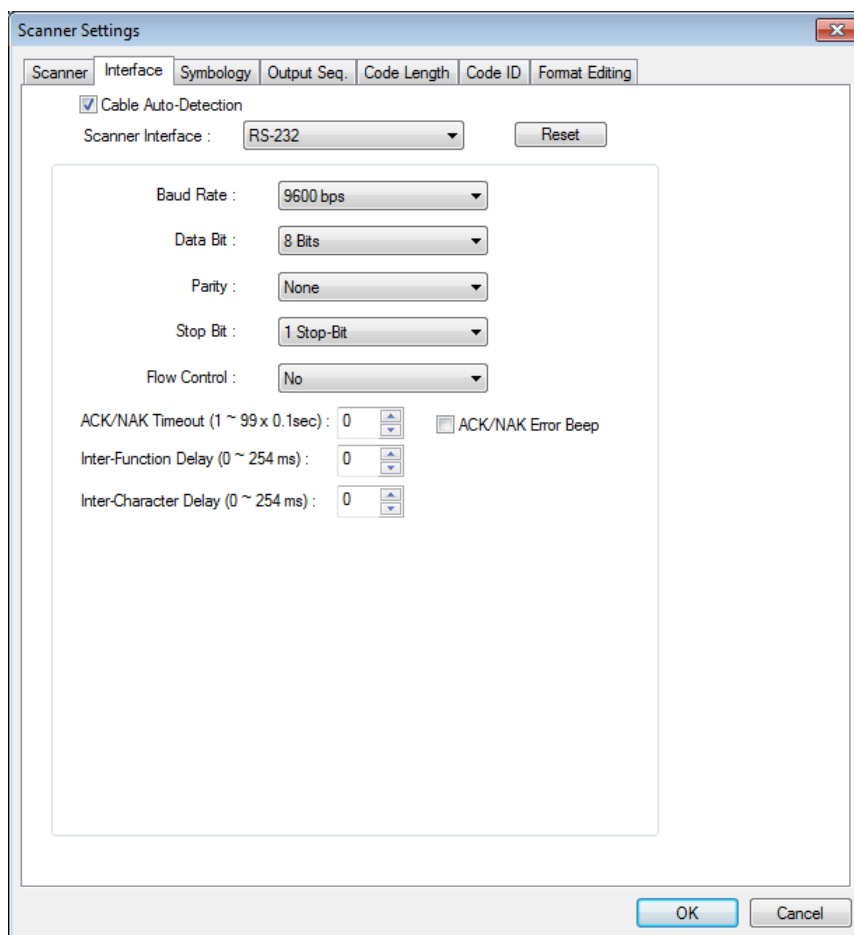 Scanner Settings
Scanner Interface Symbology Output Seq. Code Length Code ID Format Editing
Cable Auto-Detection
Scanner Interface : RS-232 Reset
Baud Rate : 9600 bps
Data Bit : 8 Bits
Parity : None
Stop Bit : 1 Stop-Bit
Flow Control : No
ACK/NAK Timeout (1 ~ 99 x 0.1sec) : 0 ACK/NAK Error Beep
Inter-Function Delay (0 ~ 254 ms) : 0
Inter-Character Delay (0 ~ 254 ms) : 0
OK Cancel